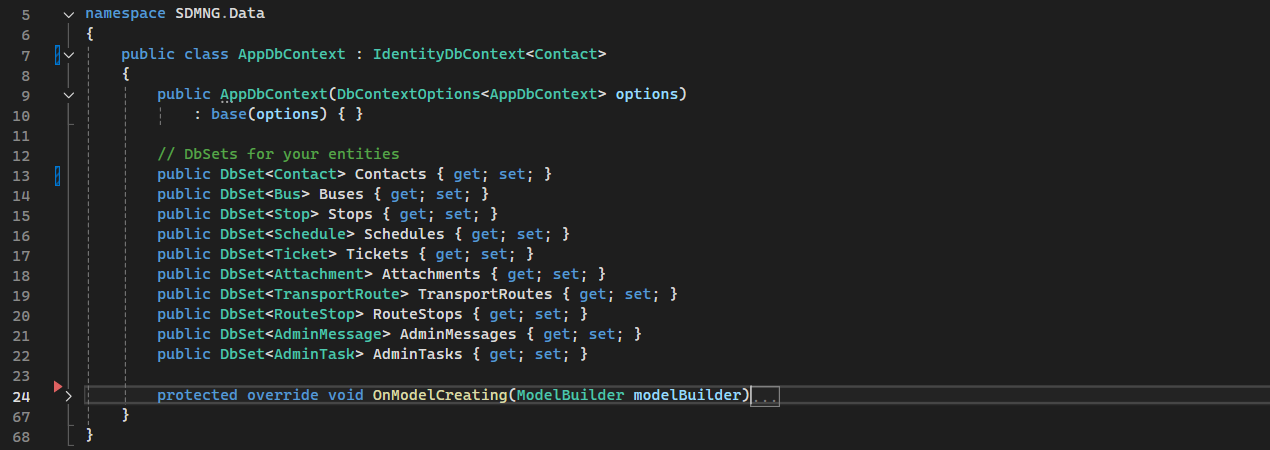 5 namespace SDMNG.Data
6 {
7 public class AppDbContext : IdentityDbContext<Contact>
8 {
9 public AppDbContext(DbContextOptions<AppDbContext> options)
10 : base(options) { }
11
12 // DbSets for your entities
13 public DbSet<Contact> Contacts { get; set; }
14 public DbSet<Bus> Buses { get; set; }
15 public DbSet<Stop> Stops { get; set; }
16 public DbSet<Schedule> Schedules { get; set; }
17 public DbSet<Ticket> Tickets { get; set; }
18 public DbSet<Attachment> Attachments { get; set; }
19 public DbSet<TransportRoute> TransportRoutes { get; set; }
20 public DbSet<RouteStop> RouteStops { get; set; }
21 public DbSet<AdminMessage> AdminMessages { get; set; }
22 public DbSet<AdminTask> AdminTasks { get; set; }
23
24 protected override void OnModelCreating(ModelBuilder modelBuilder)...
67 }
68 }